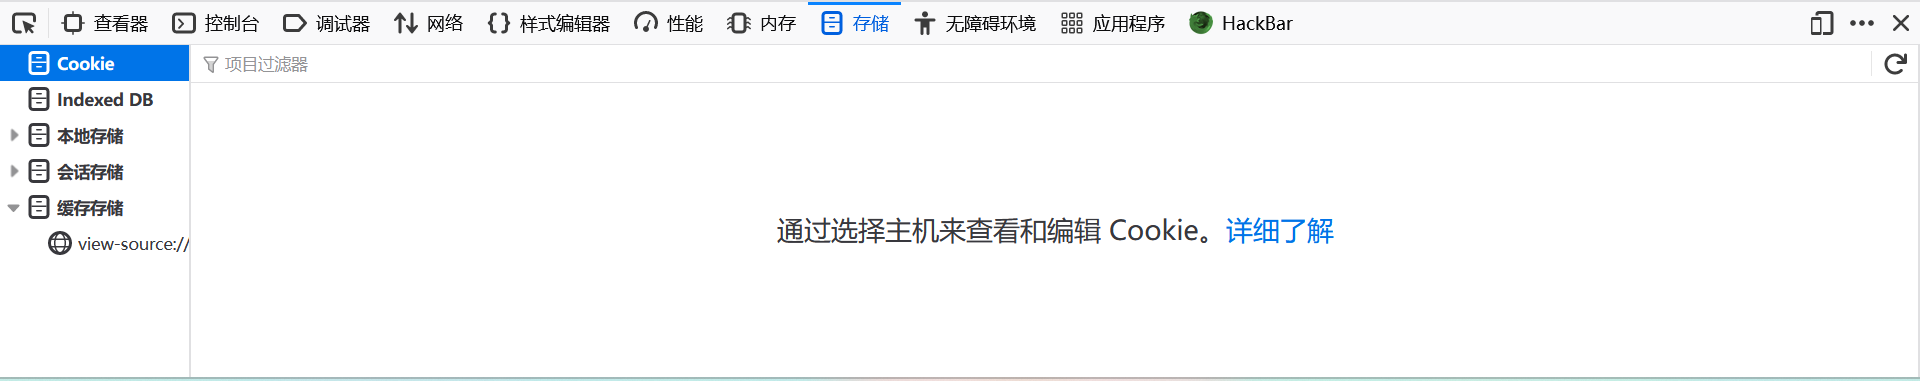 查看器 控制台 调试器 网络 样式编辑器 性能 内存 存储 无障碍环境 应用程序 HackBar
Cookie
项目过滤器
Indexed DB
本地存储
会话存储
缓存存储
view-source://
通过选择主机来查看和编辑 Cookie。详细了解